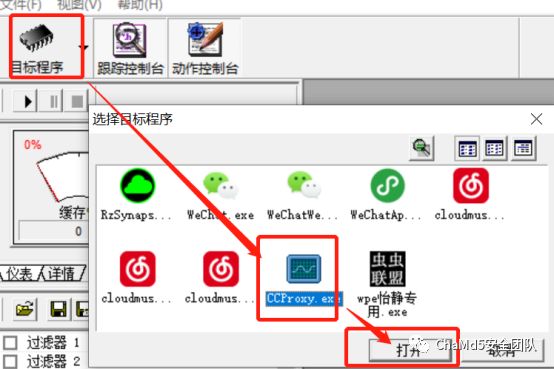 文件(F) 视图(V) 帮助(H)
目标程序
跟踪控制台
动作控制台
选择目标程序
0%
缓存
0
RzSynaps...
WeChat.exe
WeChatWe...
WeChatAp...
cloudmus...
cloudmus...
cloudmus...
CCProxy.exe
虫虫
联盟
wpe怡静专
用.exe
仪表
详情
过滤器 1
过滤器 2
打开
取消
ChaMd5安全团队